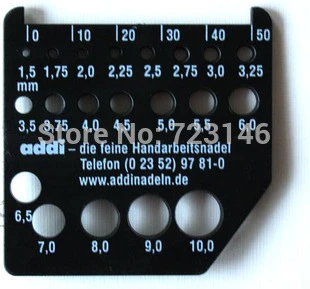 0 10 20 30 40 50
1,5 1,75 2,0 2,25 2,5 2,75 3,0 3,25
mm
3,5 3,75 4,0 4,5 5,0 5,5 6,0
Store No.: 723146
addi - die feine Handarbeitsnadel
Telefon (0 23 52) 97 81-0
www.addinadeln.de
6,5
7,0 8,0 9,0 10,0